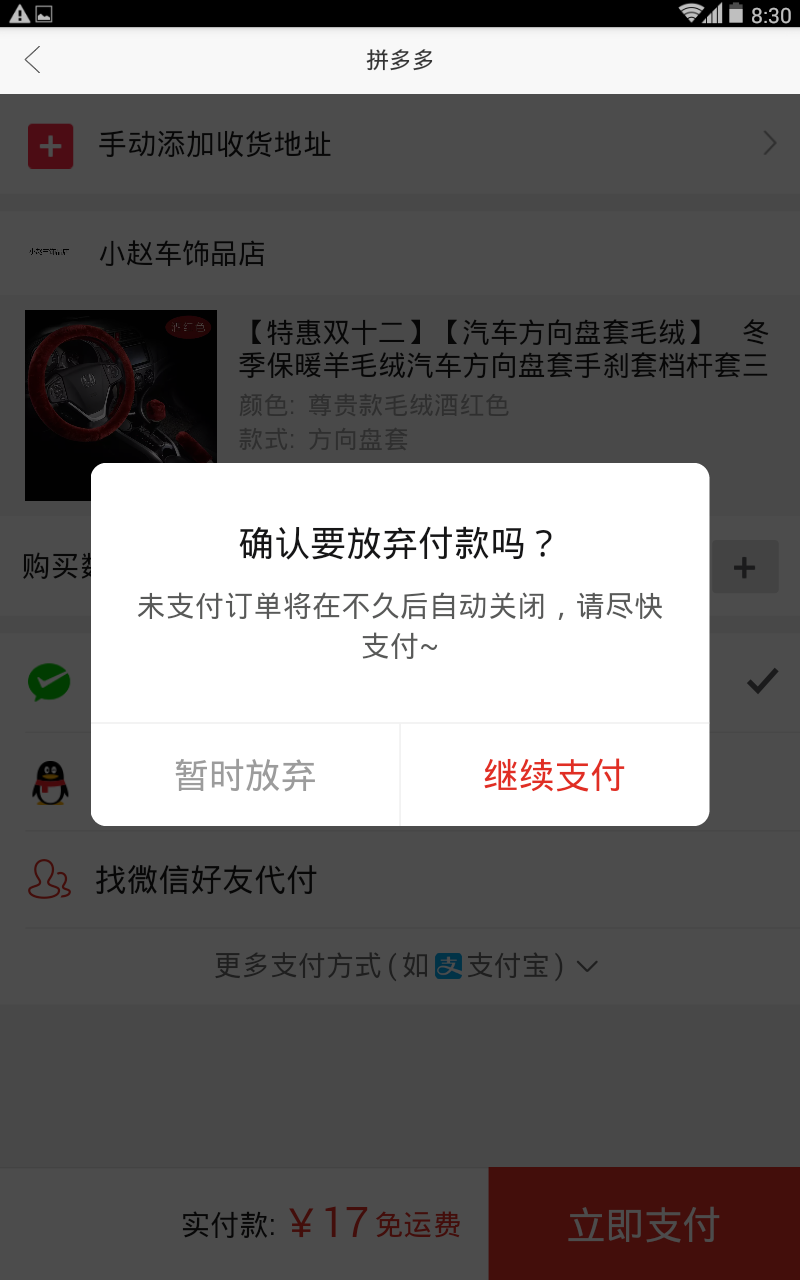 8:30
拼多多
手动添加收货地址
小赵车饰品店
【特惠双十二】【汽车方向盘套毛绒】 冬
季保暖羊毛绒汽车方向盘套手刹套档杆套三
颜色: 尊贵款毛绒酒红色
款式: 方向盘套
确认要放弃付款吗？
未支付订单将在不久后自动关闭，请尽快
支付~
购买
暂时放弃
继续支付
找微信好友代付
更多支付方式(如支付宝)
实付款: ￥17免运费
立即支付